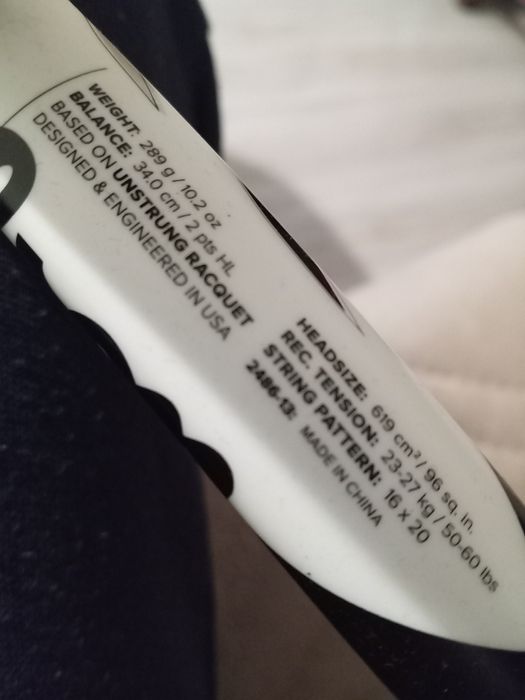 WEIGHT: 289 g / 10.2 oz
BALANCE: 34.0 cm / 2 pts HL
BASED ON UNSTRUNG RACQUET
DESIGNED & ENGINEERED IN USA
HEADSIZE: 619 cm² / 96 sq. in.
REC. TENSION: 23-27 kg / 50-60 lbs
STRING PATTERN: 16 x 20
2486-13: MADE IN CHINA